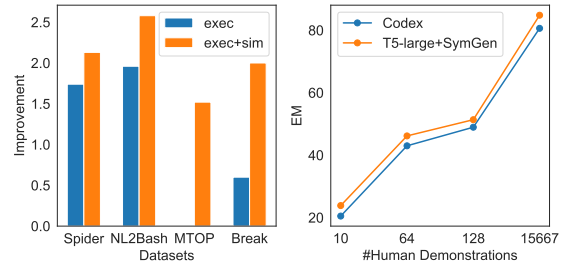 Improvement
2.5
2.0
1.5
1.0
0.5
0.0
exec
exec+sim
Spider NL2Bash MTOP Break
Datasets
EM
80
60
40
20
Codex
T5-large+SymGen
10 64 128 15667
#Human Demonstrations